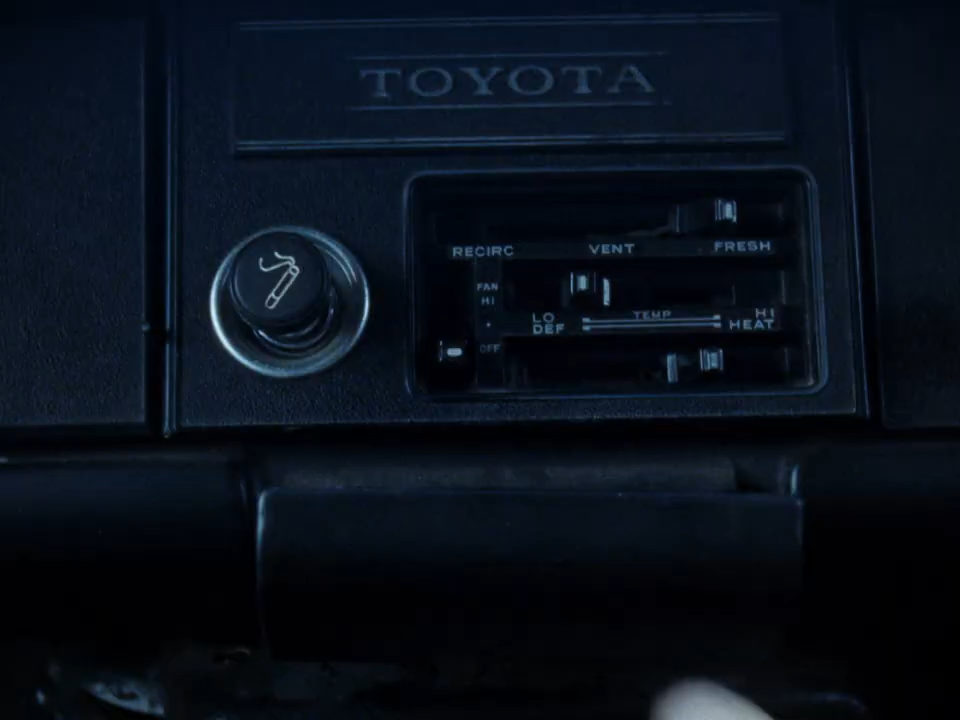 TOYOTA
RECIRC VENT FRESH
FAN
HI
LO TEMP HI
DEF HEAT
OFF